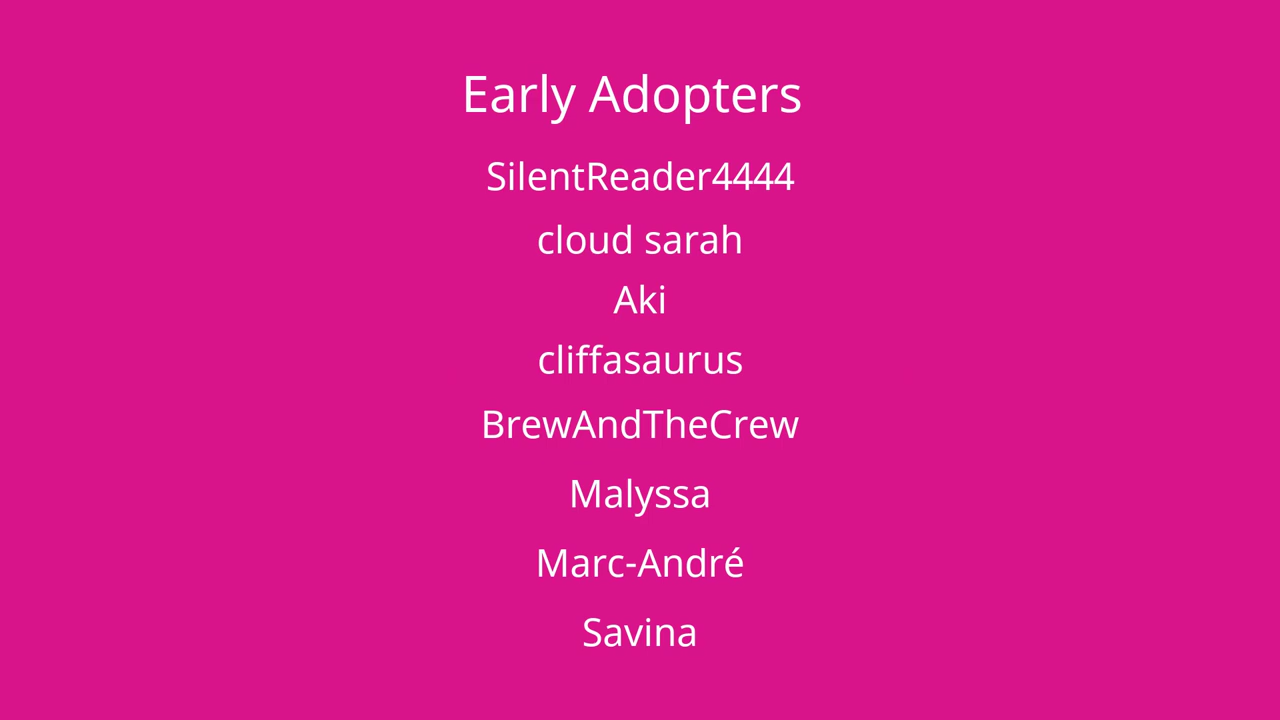 Early Adopters
SilentReader4444
cloud sarah
Aki
cliffasaurus
BrewAndTheCrew
Malyssa
Marc-André
Savina